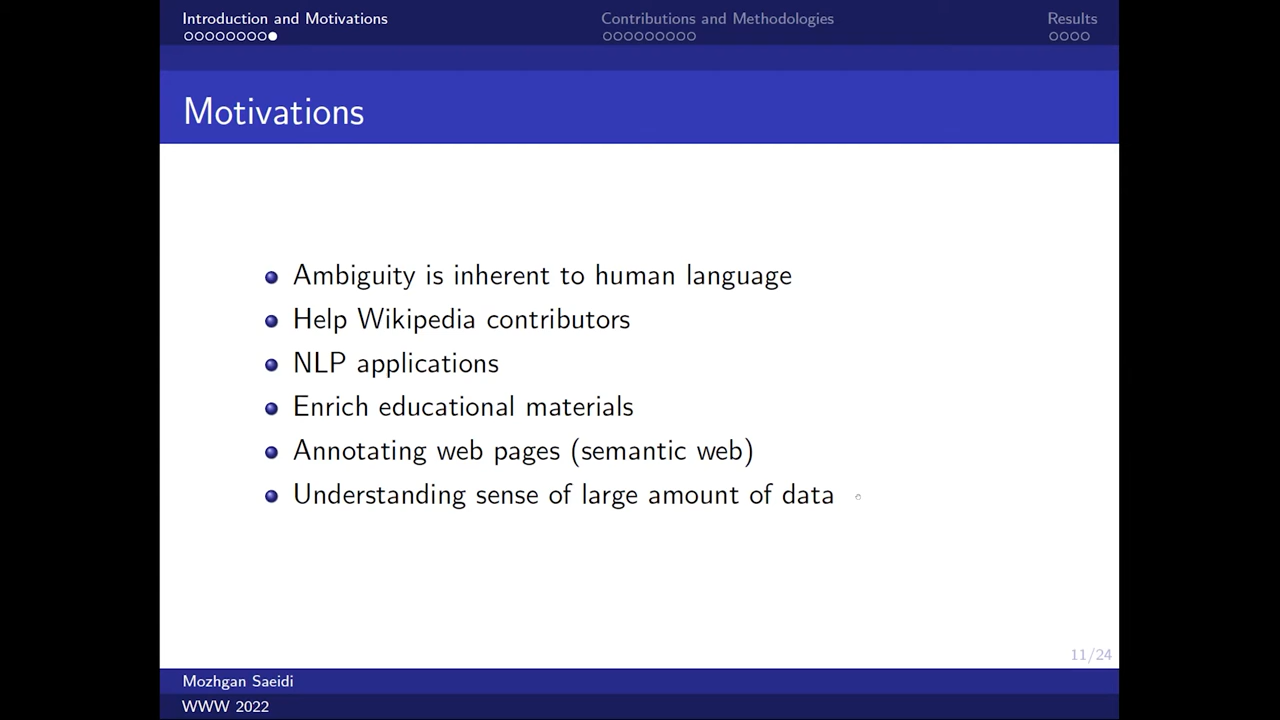 Introduction and Motivations
Contributions and Methodologies
Results
Motivations
Ambiguity is inherent to human language
Help Wikipedia contributors
NLP applications
Enrich educational materials
Annotating web pages (semantic web)
Understanding sense of large amount of data
11/24
Mozhgan Saeidi
WWW 2022